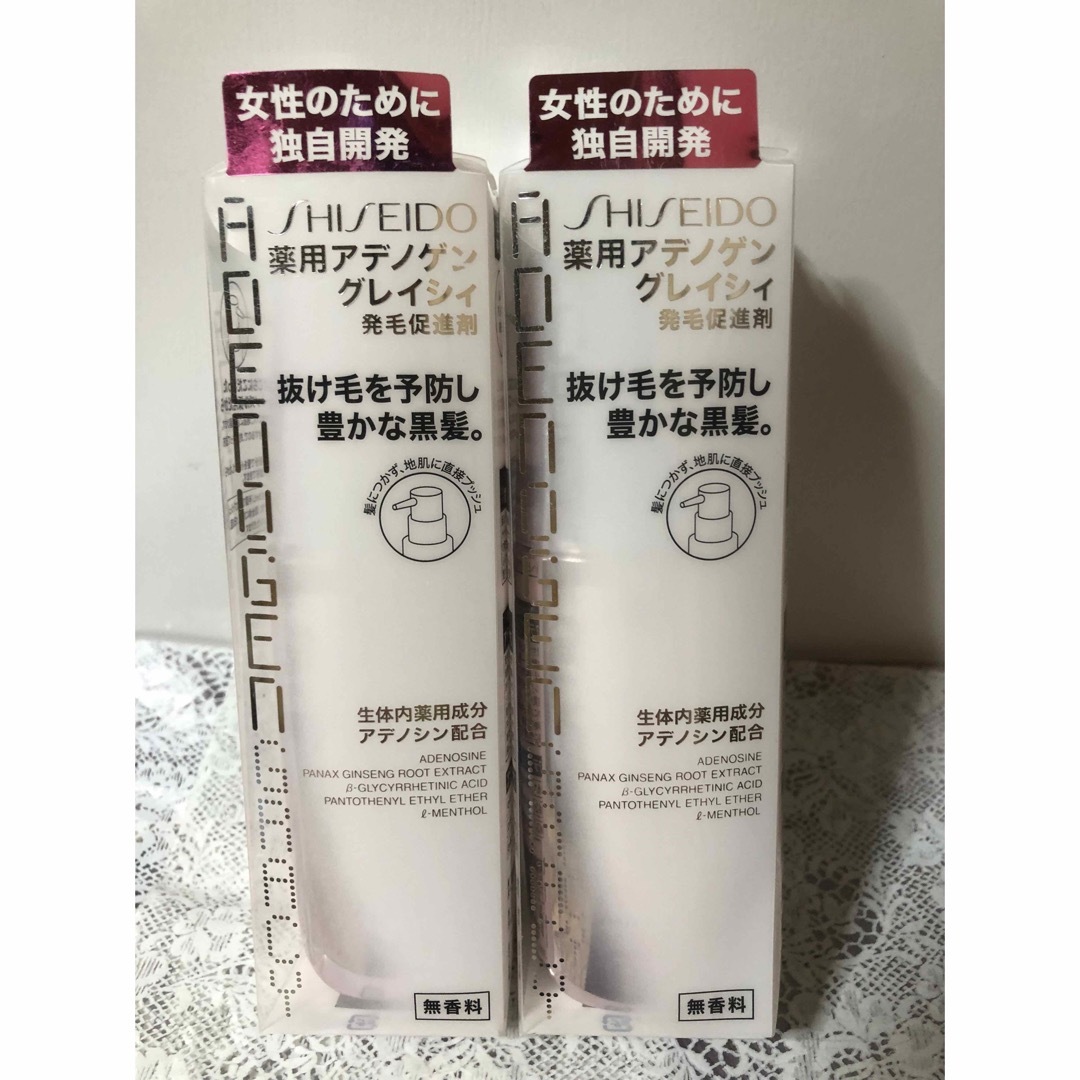 女性のために
独自開発
SHISEIDO
薬用アデノゲン
グレイシィ
発毛促進剤
抜け毛を予防し
豊かな黒髪。
髪につかず、地肌に直接プッシュ
生体内薬用成分
アデノシン配合
ADENOSINE
PANAX GINSENG ROOT EXTRACT
β-GLYCYRRHETINIC ACID
PANTOTHENYL ETHYL ETHER
ℓ-MENTHOL
無香料
ADENOGEN GRACY
女性のために
独自開発
SHISEIDO
薬用アデノゲン
グレイシィ
発毛促進剤
抜け毛を予防し
豊かな黒髪。
髪につかず、地肌に直接プッシュ
生体内薬用成分
アデノシン配合
ADENOSINE
PANAX GINSENG ROOT EXTRACT
β-GLYCYRRHETINIC ACID
PANTOTHENYL ETHYL ETHER
ℓ-MENTHOL
無香料